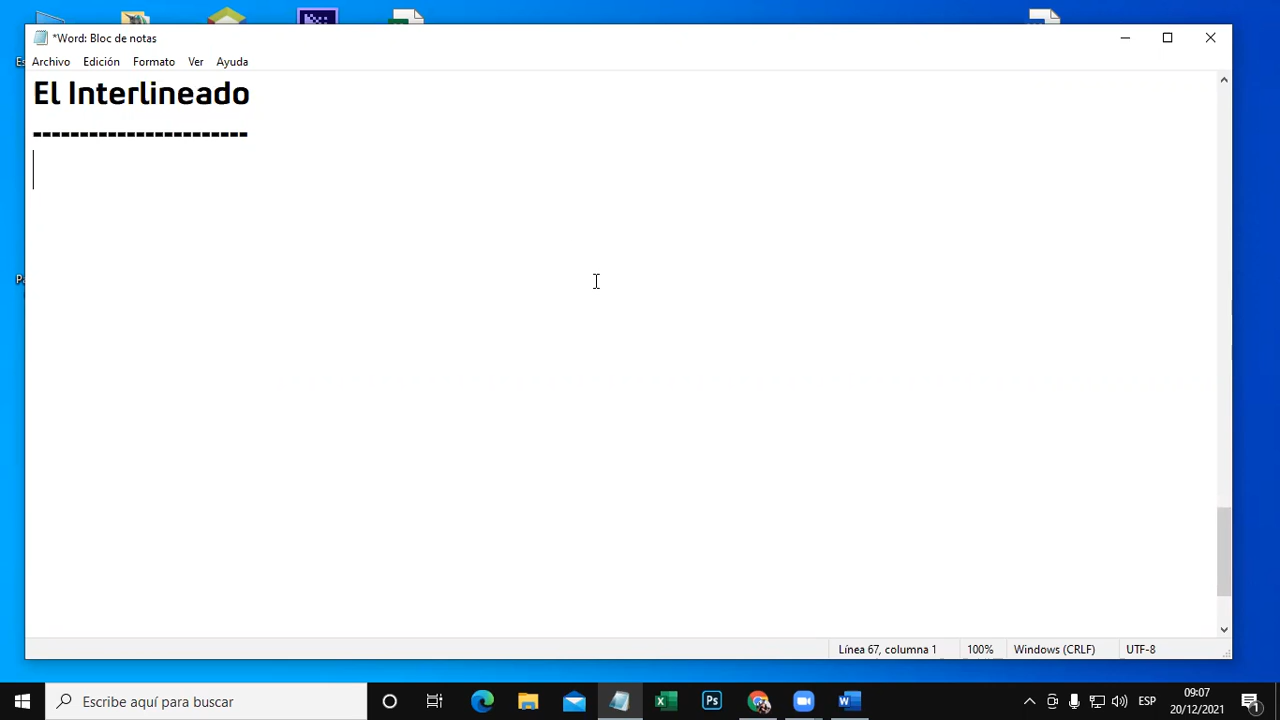 *Word: Bloc de notas
Archivo Edición Formato Ver Ayuda
El Interlineado
-----------------------
Línea 67, columna 1 100% Windows (CRLF) UTF-8
Escribe aquí para buscar
ESP
09:07
20/12/2021
1